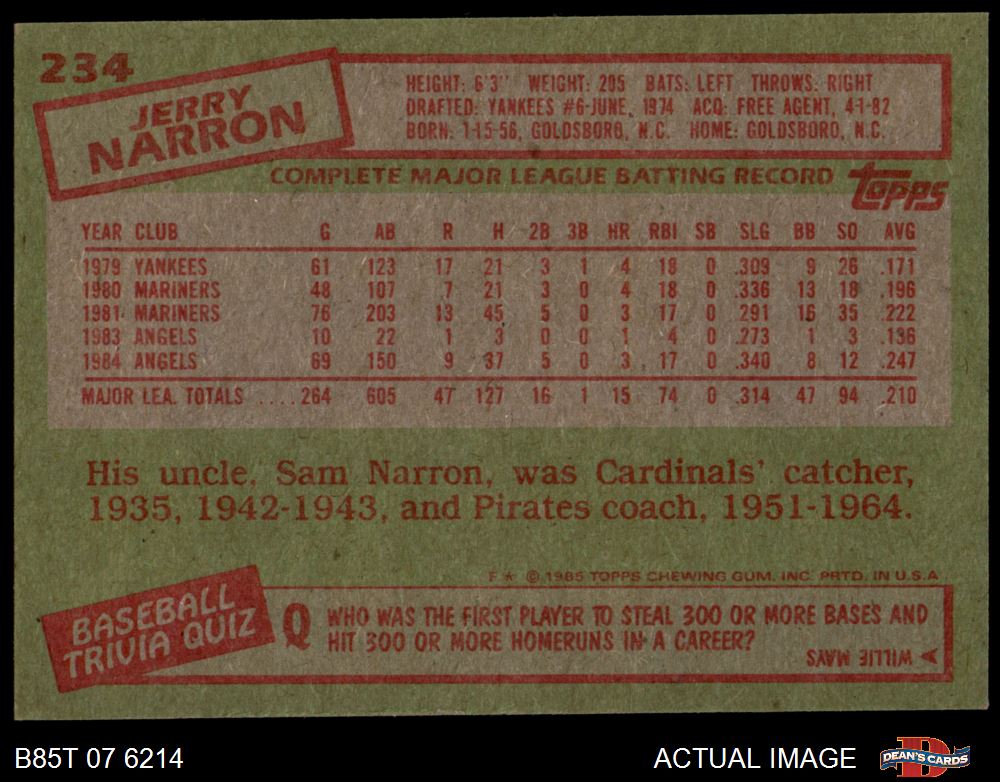 234
JERRY
NARRON
HEIGHT: 6'3" WEIGHT: 205 BATS: LEFT THROWS: RIGHT
DRAFTED: YANKEES #6-JUNE, 1974 ACQ: FREE AGENT, 4-1-82
BORN: 1-15-56, GOLDSBORO, N.C. HOME: GOLDSBORO, N.C.
COMPLETE MAJOR LEAGUE BATTING RECORD
topps
YEAR CLUB G AB R H 2B 3B HR RBI SB SLG BB SO AVG
1979 YANKEES 61 123 17 21 3 1 4 18 0 .309 9 26 .171
1980 MARINERS 48 107 7 21 3 0 4 18 0 .336 13 18 .196
1981 MARINERS 76 203 13 45 5 0 3 17 0 .291 16 35 .222
1983 ANGELS 10 22 1 3 0 0 1 4 0 .273 1 3 .136
1984 ANGELS 69 150 9 37 5 0 3 17 0 .340 8 12 .247
MAJOR LEA. TOTALS ....264 605 47 127 16 1 15 74 0 .314 47 94 .210
His uncle, Sam Narron, was Cardinals' catcher,
1935, 1942-1943, and Pirates coach, 1951-1964.
F ★ © 1985 TOPPS CHEWING GUM, INC. PRTD. IN U.S.A
BASEBALL
TRIVIA QUIZ
Q WHO WAS THE FIRST PLAYER TO STEAL 300 OR MORE BASES AND
HIT 300 OR MORE HOMERUNS IN A CAREER?
A WILLIE MAYS
B85T 07 6214
ACTUAL IMAGE
DEAN'S CARDS